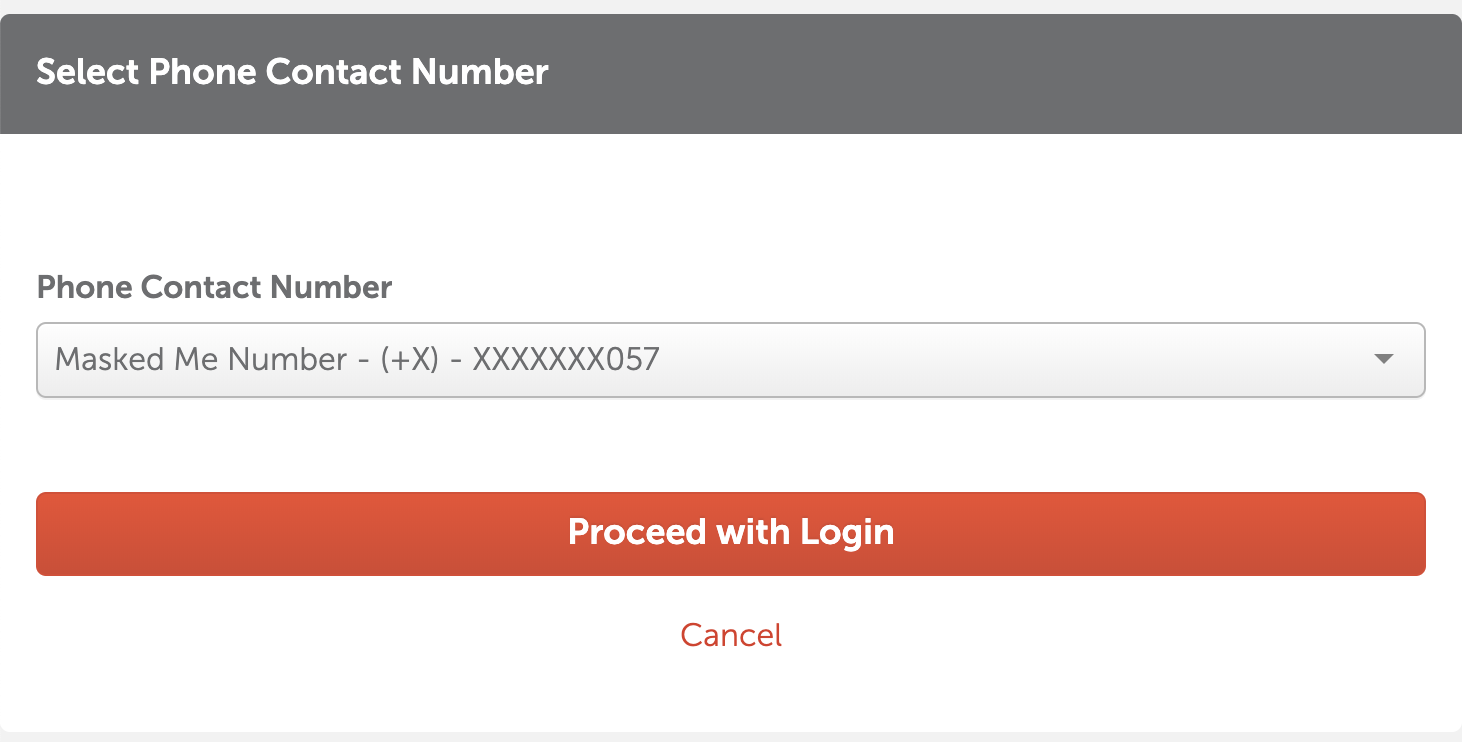 Select Phone Contact Number
Phone Contact Number
Masked Me Number - (+X) - XXXXXXX057
Proceed with Login
Cancel